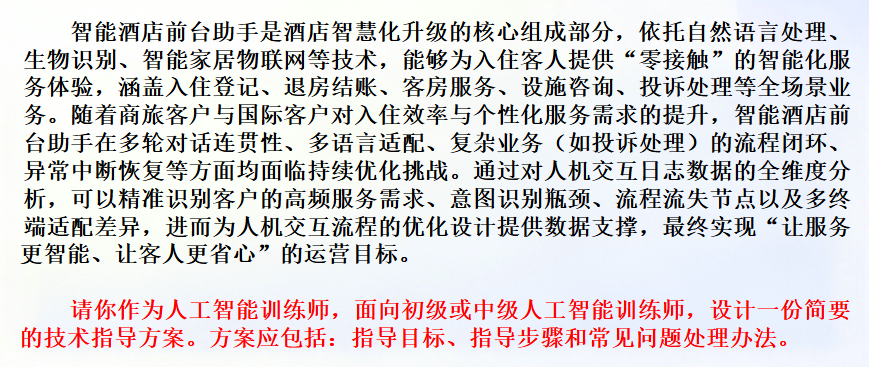 智能酒店前台助手是酒店智慧化升级的核心组成部分，依托自然语言处理、
生物识别、智能家居物联网等技术，能够为入住客人提供“零接触”的智能化服
务体验，涵盖入住登记、退房结账、客房服务、设施咨询、投诉处理等全场景业
务。随着商旅客户与国际客户对入住效率与个性化服务需求的提升，智能酒店前
台助手在多轮对话连贯性、多语言适配、复杂业务（如投诉处理）的流程闭环、
异常中断恢复等方面均面临持续优化挑战。通过对人机交互日志数据的全维度分
析，可以精准识别客户的高频服务需求、意图识别瓶颈、流程流失节点以及多终
端适配差异，进而为人机交互流程的优化设计提供数据支撑，最终实现“让服务
更智能、让客人更省心”的运营目标。
请你作为人工智能训练师，面向初级或中级人工智能训练师，设计一份简要
的技术指导方案。方案应包括：指导目标、指导步骤和常见问题处理办法。